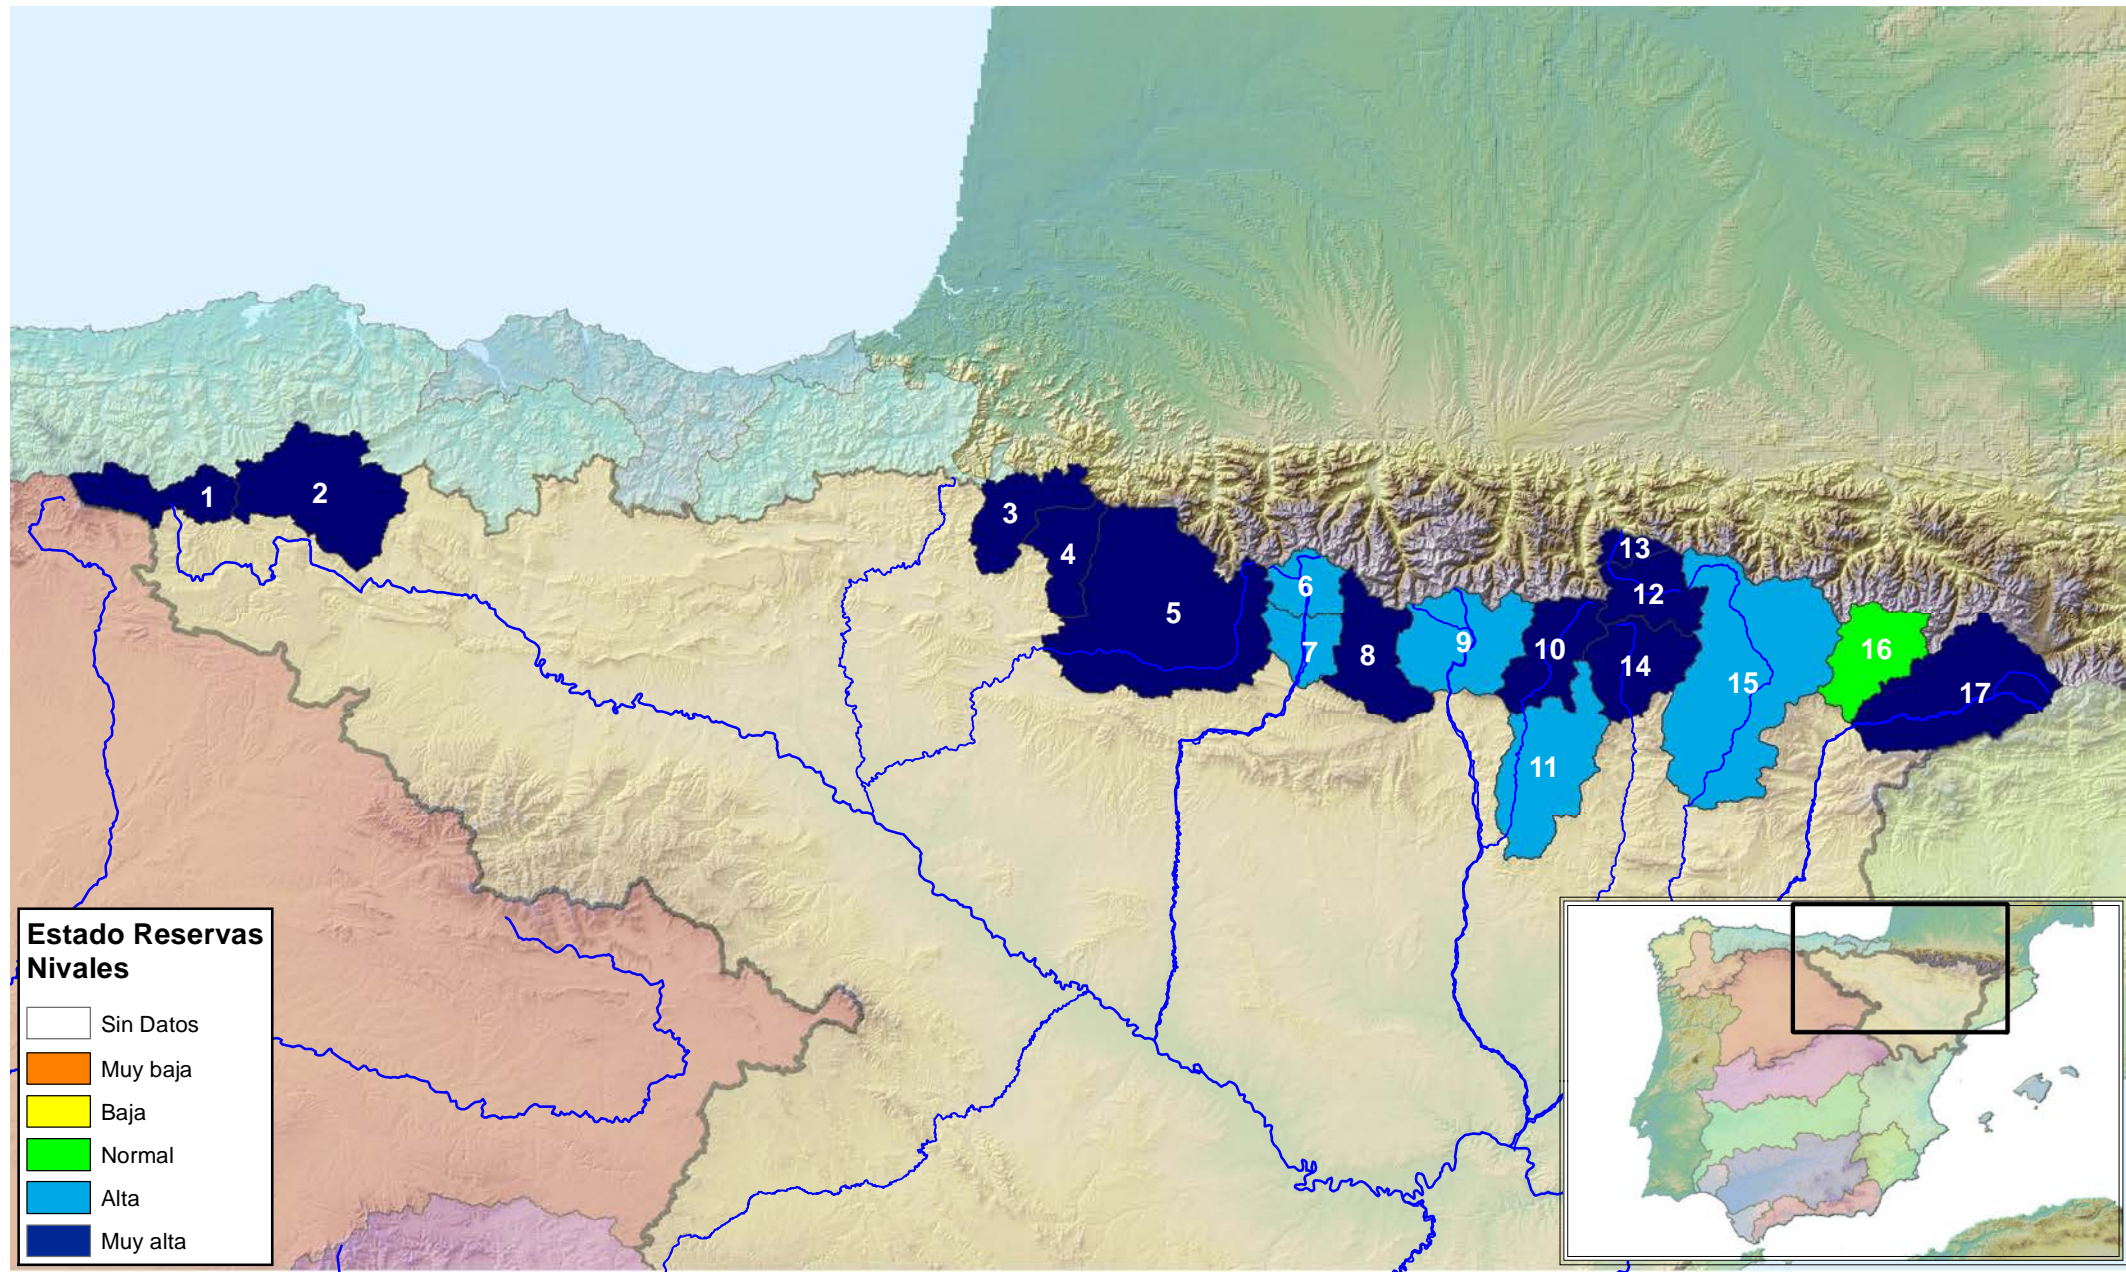 1
2
3
4
5
6
7
8
9
10
11
12
13
14
15
16
17
Estado Reservas
Nivales
Sin Datos
Muy baja
Baja
Normal
Alta
Muy alta